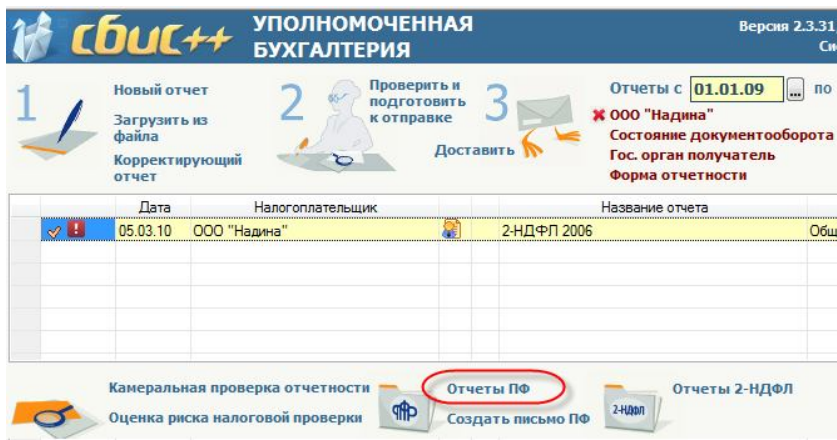 сбис++ УПОЛНОМОЧЕННАЯ
БУХГАЛТЕРИЯ
Версия 2.3.31
Си
1
Новый отчет
Загрузить из
файла
Корректирующий
отчет
2
Проверить и
подготовить
к отправке
3
Доставить
Отчеты с 01.01.09 ... по
ООО "Надина"
Состояние документооборота
Гос. орган получатель
Форма отчетности
Дата Налогоплательщик Название отчета
05.03.10 ООО "Надина" 2-НДФЛ 2006 Общ
Камеральная проверка отчетности
Оценка риска налоговой проверки
Отчеты ПФ
Создать письмо ПФ
2-НДФЛ
Отчеты 2-НДФЛ